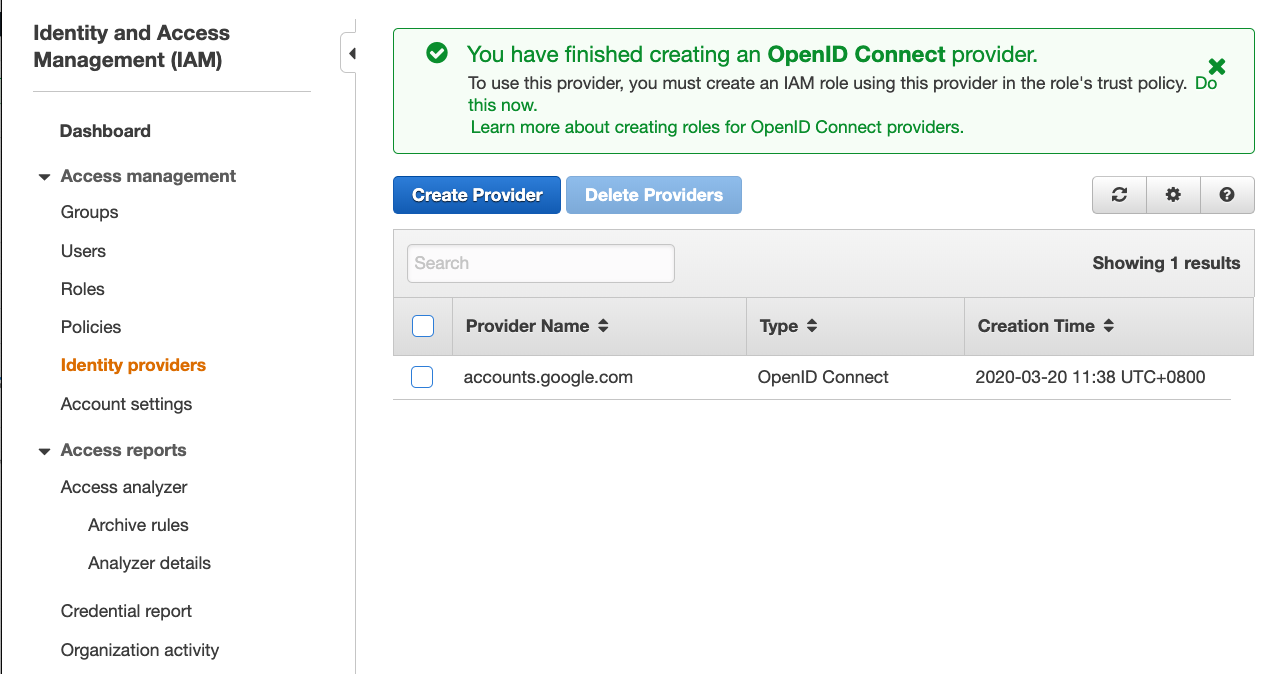 Identity and Access
Management (IAM)
Dashboard
Access management
Groups
Users
Roles
Policies
Identity providers
Account settings
Access reports
Access analyzer
Archive rules
Analyzer details
Credential report
Organization activity
You have finished creating an OpenID Connect provider.
To use this provider, you must create an IAM role using this provider in the role's trust policy. Do
this now.
Learn more about creating roles for OpenID Connect providers.
Create Provider Delete Providers
Search Showing 1 results
Provider Name Type Creation Time
accounts.google.com OpenID Connect 2020-03-20 11:38 UTC+0800